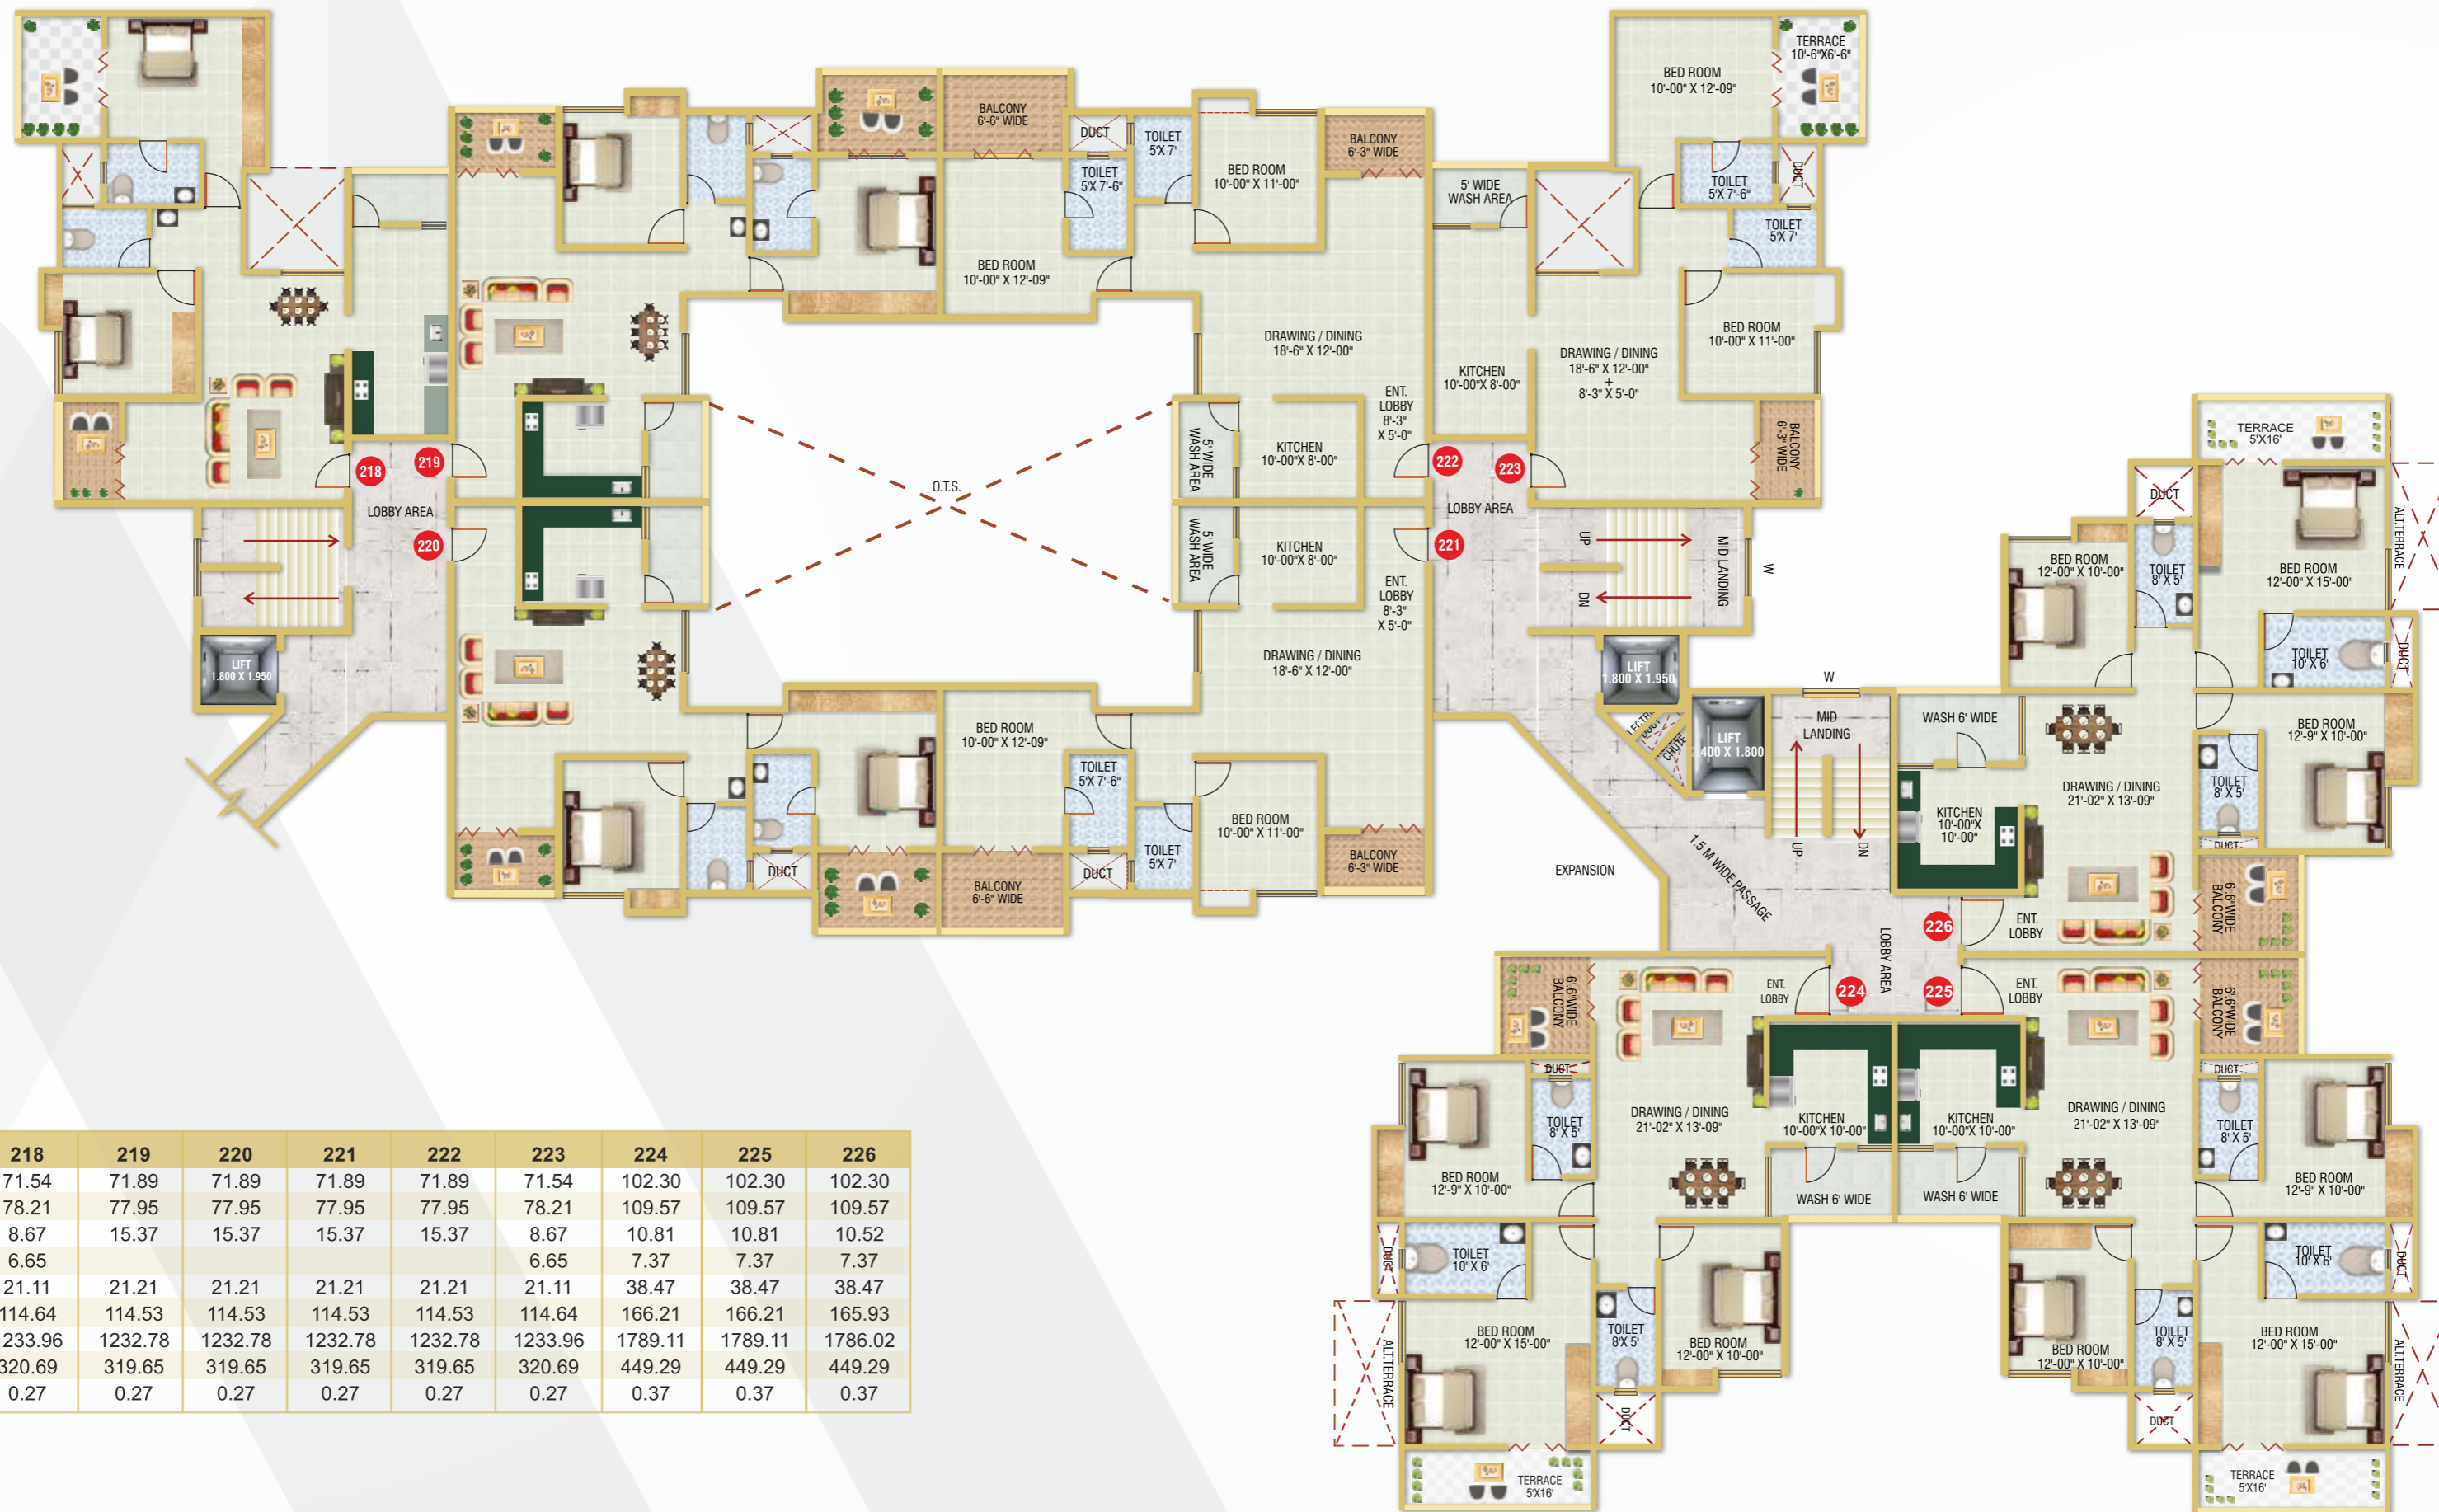 TERRACE
10'-6"X6'-6"
BED ROOM
10'-00" X 12'-09"
TOILET
5'X 7'-6"
DUCT
TOILET
5'X 7'
BED ROOM
10'-00" X 11'-00"
BALCONY
6'-3" WIDE
DRAWING / DINING
18'-6" X 12'-00"
+
8'-3" X 5'-0"
5' WIDE
WASH AREA
KITCHEN
10'-00"X 8'-00"
BALCONY
6'-6" WIDE
DUCT
TOILET
5'X 7'
TOILET
5'X 7'-6"
BED ROOM
10'-00" X 11'-00"
BALCONY
6'-3" WIDE
BED ROOM
10'-00" X 12'-09"
DRAWING / DINING
18'-6" X 12'-00"
ENT.
LOBBY
8'-3"
X 5'-0"
5' WIDE
WASH AREA
KITCHEN
10'-00"X 8'-00"
O.T.S.
218
219
LOBBY AREA
220
222
223
LOBBY AREA
221
5' WIDE
WASH AREA
KITCHEN
10'-00"X 8'-00"
ENT.
LOBBY
8'-3"
X 5'-0"
DRAWING / DINING
18'-6" X 12'-00"
UP
DN
MID LANDING
W
LIFT
1.800 X 1.950
LIFT
1.800 X 1.950
BED ROOM
10'-00" X 12'-09"
TOILET
5'X 7'-6"
TOILET
5'X 7'
BED ROOM
10'-00" X 11'-00"
BALCONY
6'-3" WIDE
DUCT
DUCT
BALCONY
6'-6" WIDE
EXPANSION
CHUTE
LIFT
W
MID
LANDING
UP
DN
1.5 M WIDE PASSAGE
LOBBY AREA
TERRACE
5'X16'
DUCT
ALT.TERRACE
BED ROOM
12'-00" X 10'-00"
TOILET
8' X 5'
BED ROOM
12'-00" X 15'-00"
TOILET
10' X 6'
DUCT
WASH 6' WIDE
BED ROOM
12'-9" X 10'-00"
DRAWING / DINING
21'-02" X 13'-09"
TOILET
8' X 5'
KITCHEN
10'-00"X
10'-00"
DUCT
6'.6"WIDE
BALCONY
226
ENT.
LOBBY
224
225
ENT.
LOBBY
ENT.
LOBBY
6'.6"WIDE
BALCONY
6'.6"WIDE
BALCONY
DUCT
DUCT
TOILET
8' X 5'
DRAWING / DINING
21'-02" X 13'-09"
KITCHEN
10'-00"X 10'-00"
KITCHEN
10'-00"X 10'-00"
DRAWING / DINING
21'-02" X 13'-09"
TOILET
8' X 5'
BED ROOM
12'-9" X 10'-00"
WASH 6' WIDE
WASH 6' WIDE
BED ROOM
12'-9" X 10'-00"
DUCT
TOILET
10' X 6'
TOILET
10' X 6'
DUCT
ALT.TERRACE
BED ROOM
12'-00" X 15'-00"
TOILET
8'X 5'
BED ROOM
12'-00" X 10'-00"
BED ROOM
12'-00" X 10'-00"
TOILET
8' X 5'
BED ROOM
12'-00" X 15'-00"
ALT.TERRACE
DUCT
DUCT
TERRACE
5'X16'
TERRACE
5'X16'
218 219 220 221 222 223 224 225 226
71.54 71.89 71.89 71.89 71.89 71.54 102.30 102.30 102.30
78.21 77.95 77.95 77.95 77.95 78.21 109.57 109.57 109.57
8.67 15.37 15.37 15.37 15.37 8.67 10.81 10.81 10.52
6.65 6.65 7.37 7.37 7.37
21.11 21.21 21.21 21.21 21.21 21.11 38.47 38.47 38.47
114.64 114.53 114.53 114.53 114.53 114.64 166.21 166.21 165.93
1232.78 1232.78 1232.78 1232.78 1233.96 1789.11 1789.11 1786.02
320.69 319.65 319.65 319.65 319.65 320.69 449.29 449.29 449.29
0.27 0.27 0.27 0.27 0.27 0.27 0.37 0.37 0.37